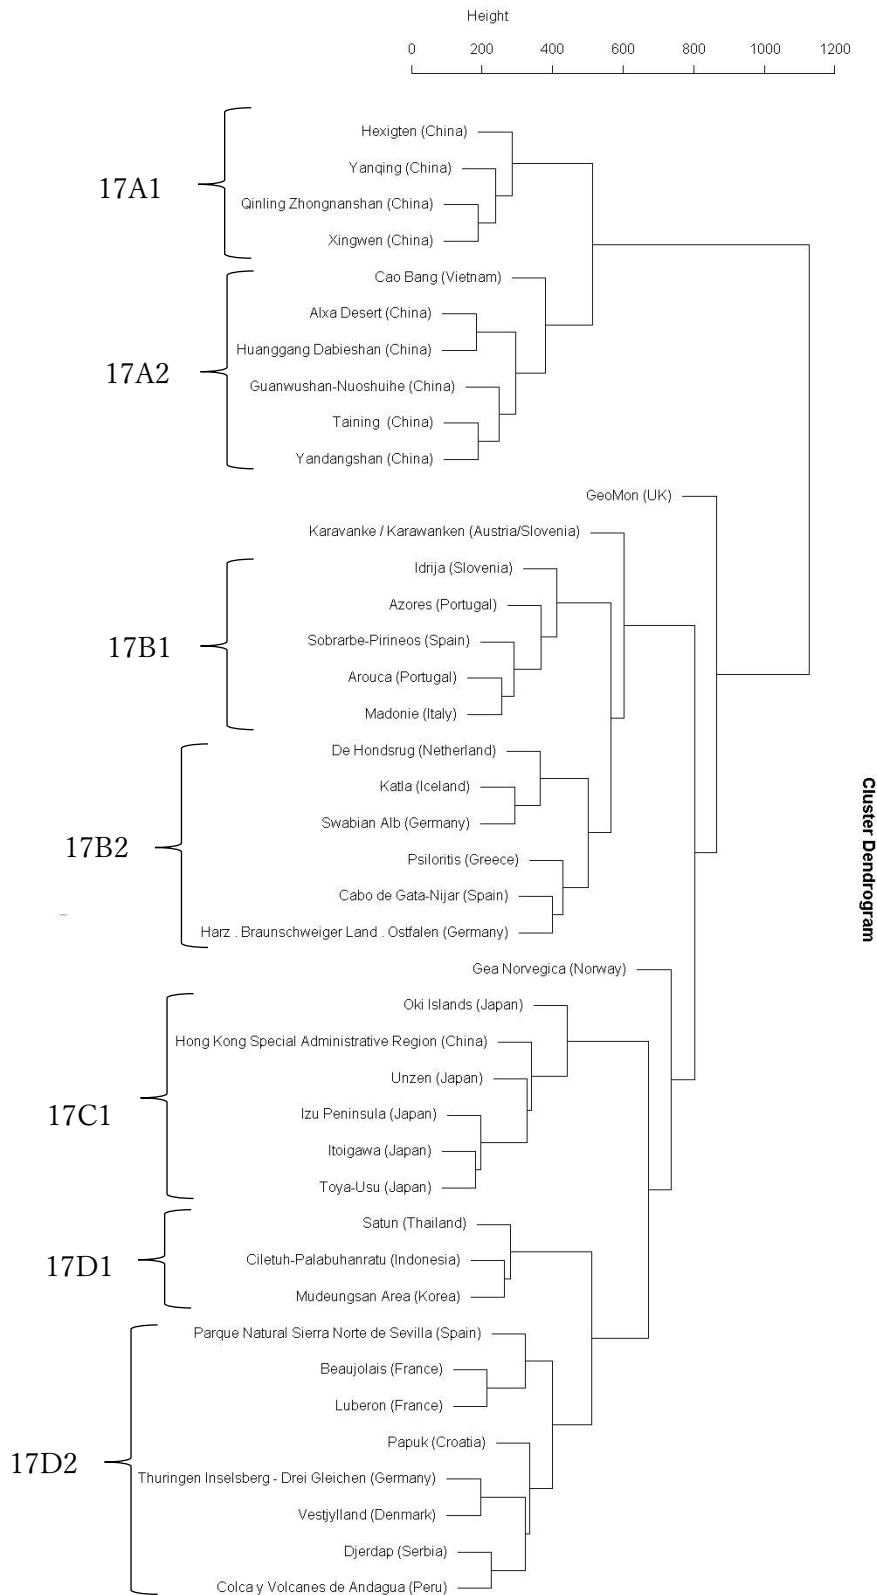 Height
0 200 400 600 800 1000 1200
Hexigten (China)
Yanqing (China)
17A1
Qinling Zhongnanshan (China)
Xingwen (China)
Cao Bang (Vietnam)
Alxa Desert (China)
Huanggang Dabieshan (China)
17A2
Guanwushan-Nuoshuihe (China)
Taining (China)
Yandangshan (China)
GeoMon (UK)
Karavanke / Karawanken (Austria/Slovenia)
Idrija (Slovenia)
Azores (Portugal)
Sobrarbe-Pirineos (Spain)
17B1
Arouca (Portugal)
Madonie (Italy)
De Hondsrug (Netherland)
Katla (Iceland)
Swabian Alb (Germany)
17B2
Psiloritis (Greece)
Cluster Dendrogram
Cabo de Gata-Nijar (Spain)
Harz . Braunschweiger Land . Ostfalen (Germany)
Gea Norvegica (Norway)
Oki Islands (Japan)
Hong Kong Special Administrative Region (China)
Unzen (Japan)
Izu Peninsula (Japan)
17C1
Itoigawa (Japan)
Toya-Usu (Japan)
Satun (Thailand)
Ciletuh-Palabuhanratu (Indonesia)
17D1
Mudeungsan Area (Korea)
Parque Natural Sierra Norte de Sevilla (Spain)
Beaujolais (France)
Luberon (France)
Papuk (Croatia)
17D2
Thuringen Inselsberg - Drei Gleichen (Germany)
Vestjylland (Denmark)
Djerdap (Serbia)
Colca y Volcanes de Andagua (Peru)